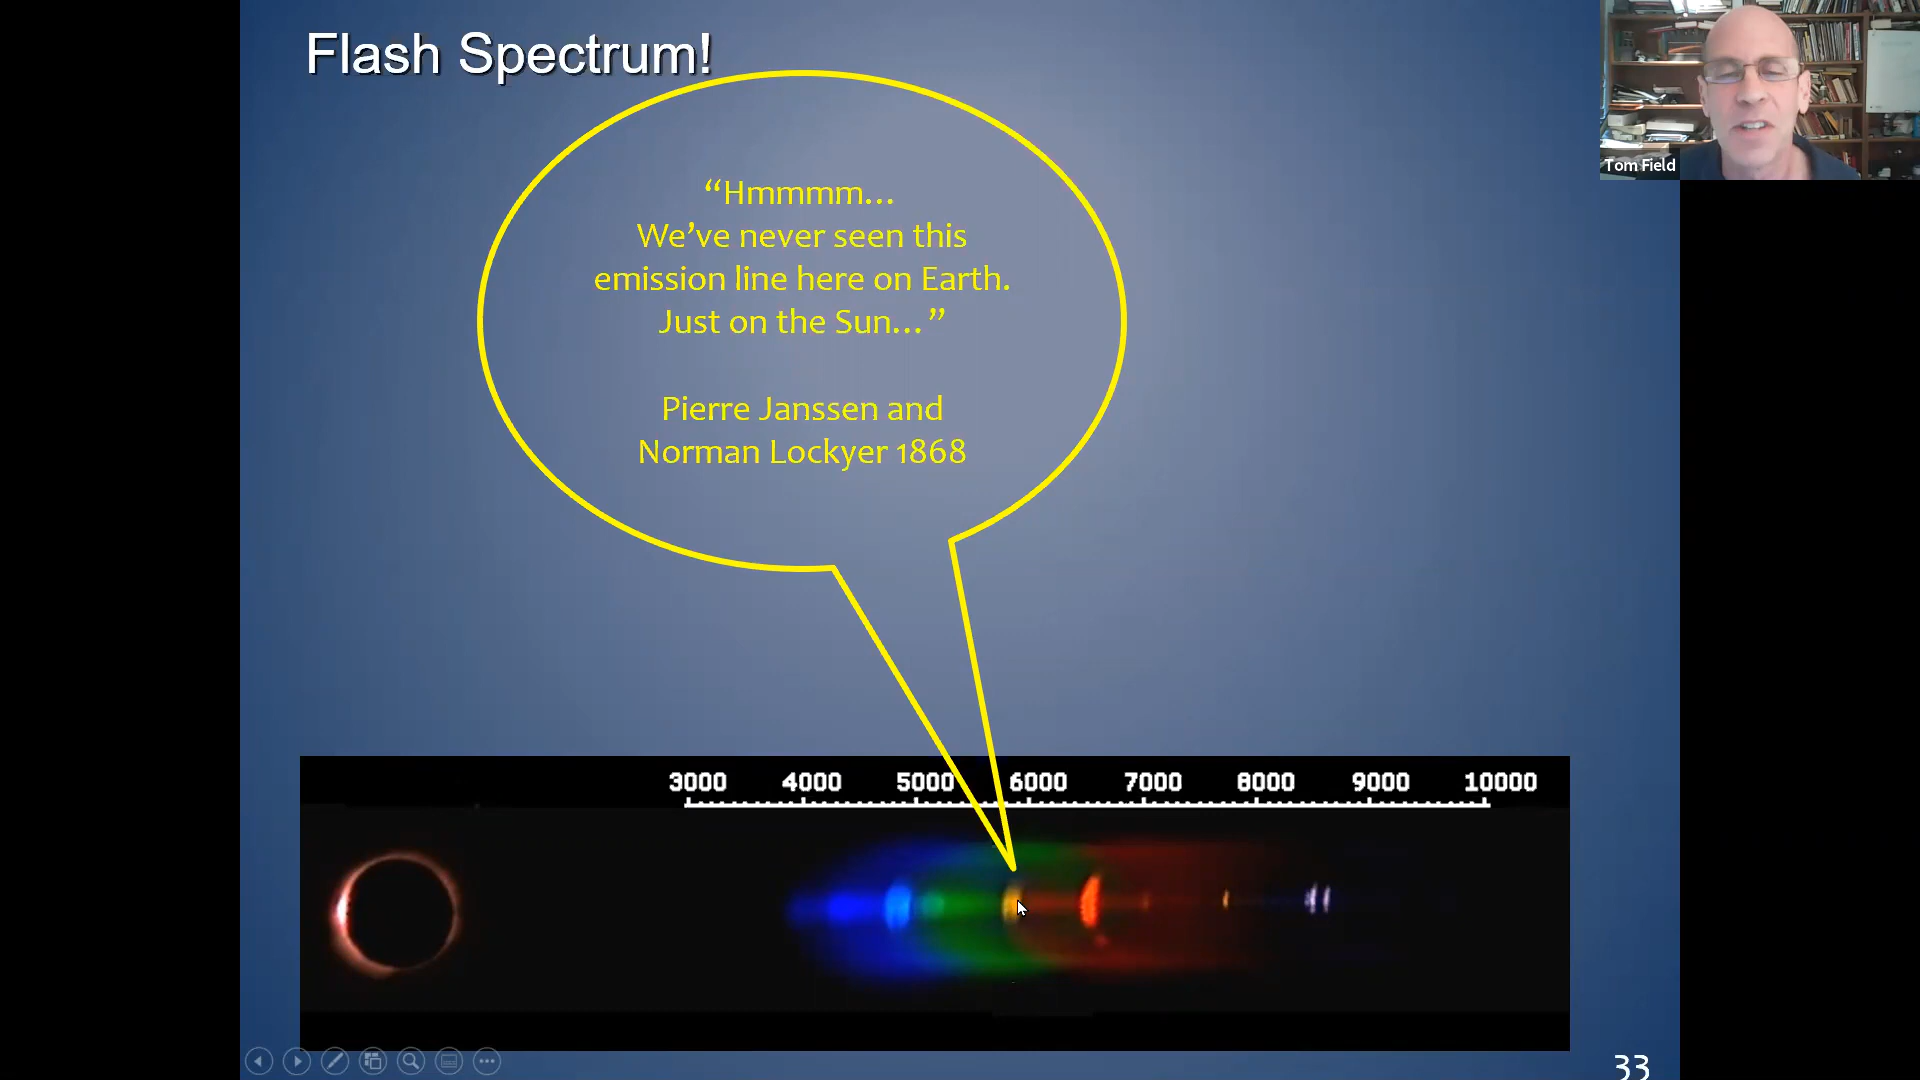 Flash Spectrum!
“Hmmmm…
We’ve never seen this
emission line here on Earth.
Just on the Sun…”
Pierre Janssen and
Norman Lockyer 1868
3000 4000 5000 6000 7000 8000 9000 10000
Tom Field
33